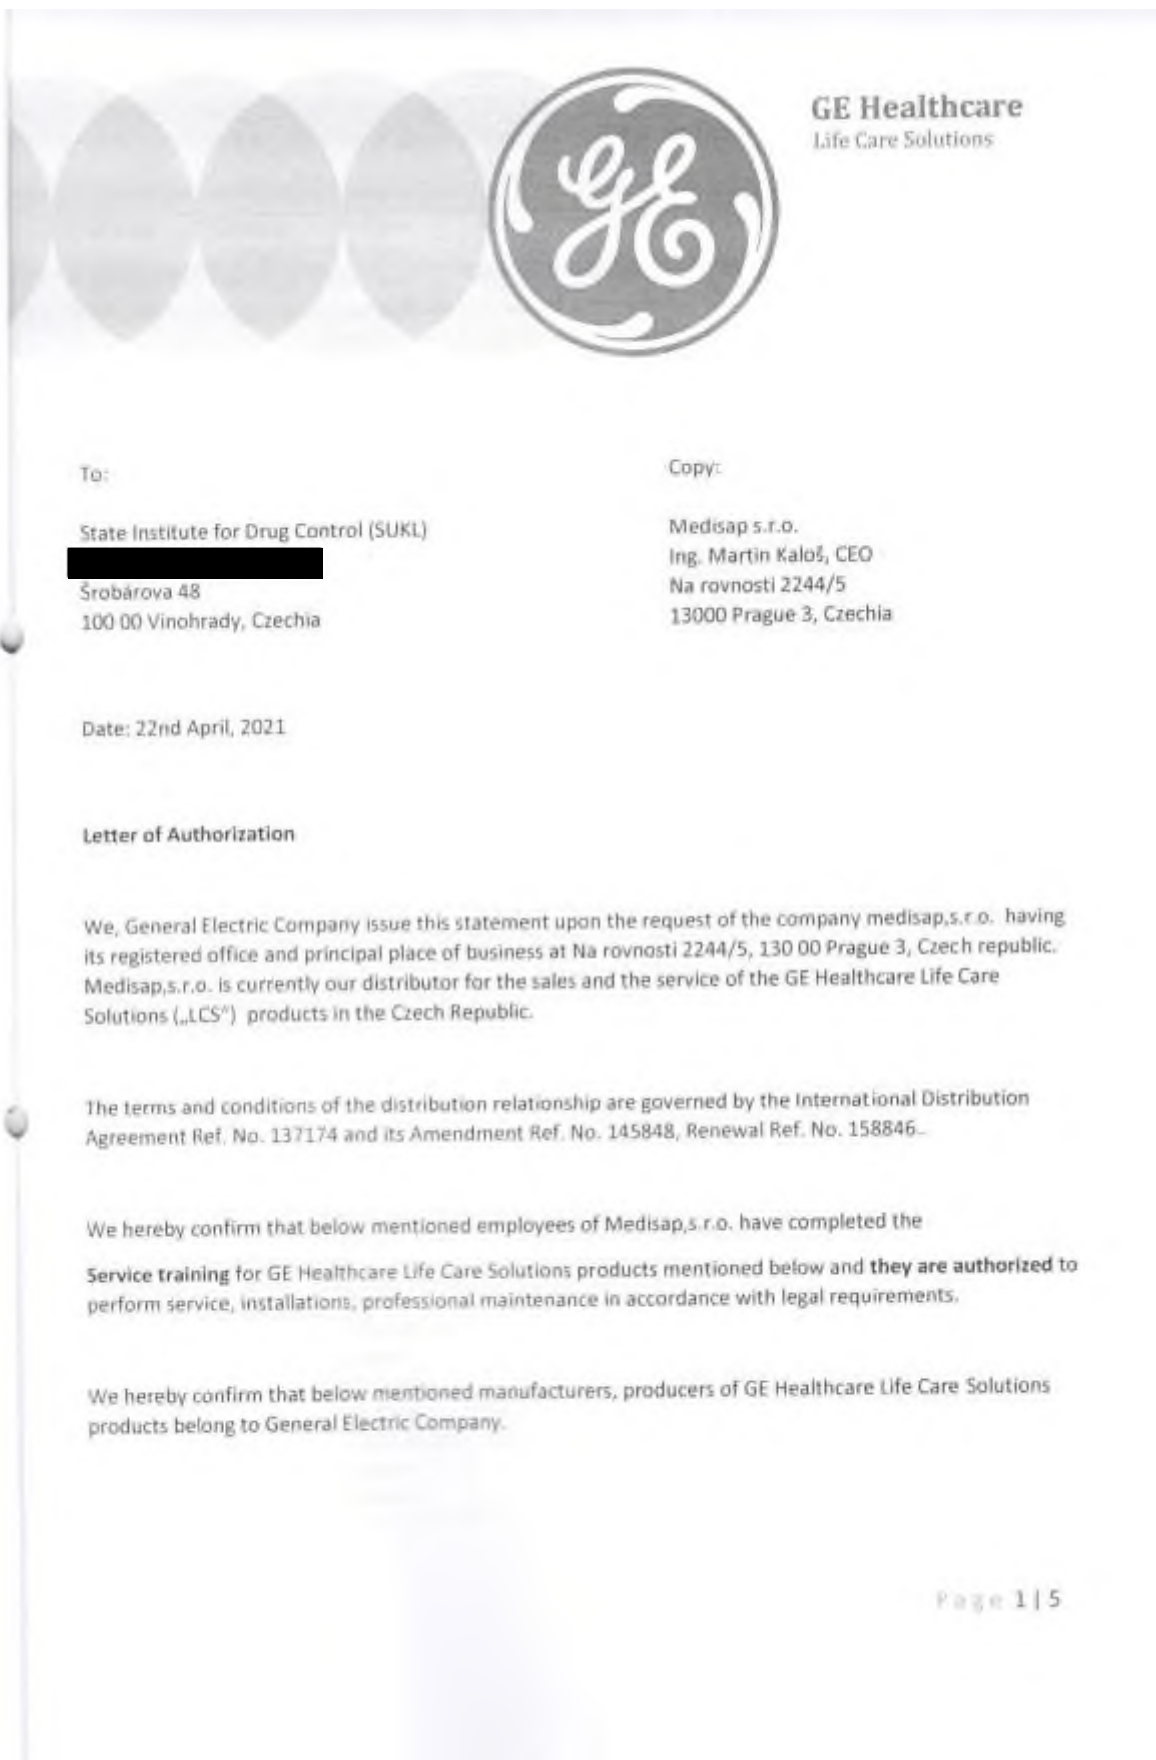 GE
GE Healthcare
Life Care Solutions
To:
State Institute for Drug Control (SUKL)
Šrobárova 48
100 00 Vinohrady, Czechia
Copy:
Medisap s.r.o.
Ing. Martin Kaloš, CEO
Na rovnosti 2244/5
13000 Prague 3, Czechia
Date: 22nd April, 2021
Letter of Authorization
We, General Electric Company issue this statement upon the request of the company medisap,s.r.o. having
its registered office and principal place of business at Na rovnosti 2244/5, 130 00 Prague 3, Czech republic.
Medisap,s.r.o. is currently our distributor for the sales and the service of the GE Healthcare Life Care
Solutions („LCS“) products in the Czech Republic.
The terms and conditions of the distribution relationship are governed by the International Distribution
Agreement Ref. No. 137174 and its Amendment Ref. No. 145848, Renewal Ref. No. 158846..
We hereby confirm that below mentioned employees of Medisap,s.r.o. have completed the
Service training for GE Healthcare Life Care Solutions products mentioned below and they are authorized to
perform service, installations, professional maintenance in accordance with legal requirements.
We hereby confirm that below mentioned manufacturers, producers of GE Healthcare Life Care Solutions
products belong to General Electric Company.
Page 1 | 5